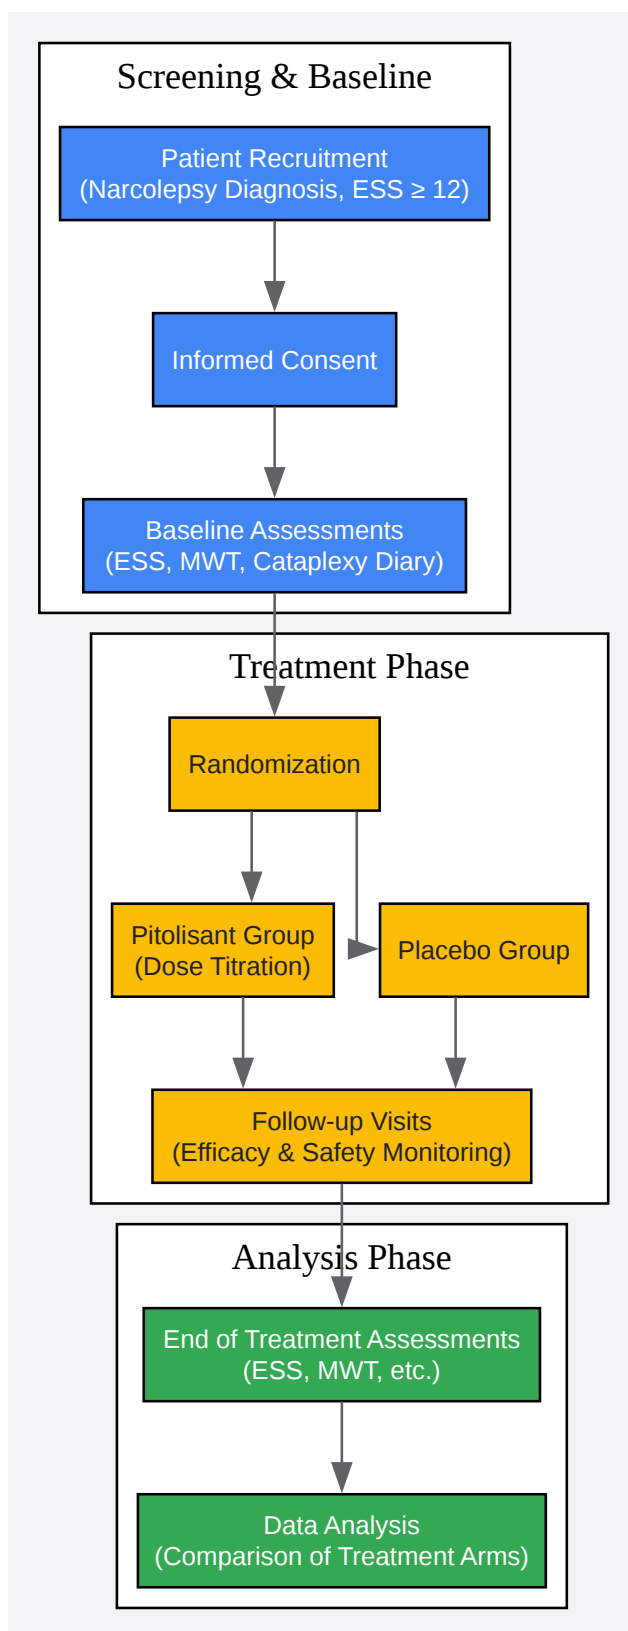 Screening & Baseline
Patient Recruitment
(Narcolepsy Diagnosis, ESS ≥ 12)
Informed Consent
Baseline Assessments
(ESS, MWT, Cataplexy Diary)
Treatment Phase
Randomization
Pitolisant Group
(Dose Titration)
Placebo Group
Follow-up Visits
(Efficacy & Safety Monitoring)
Analysis Phase
End of Treatment Assessments
(ESS, MWT, etc.)
Data Analysis
(Comparison of Treatment Arms)